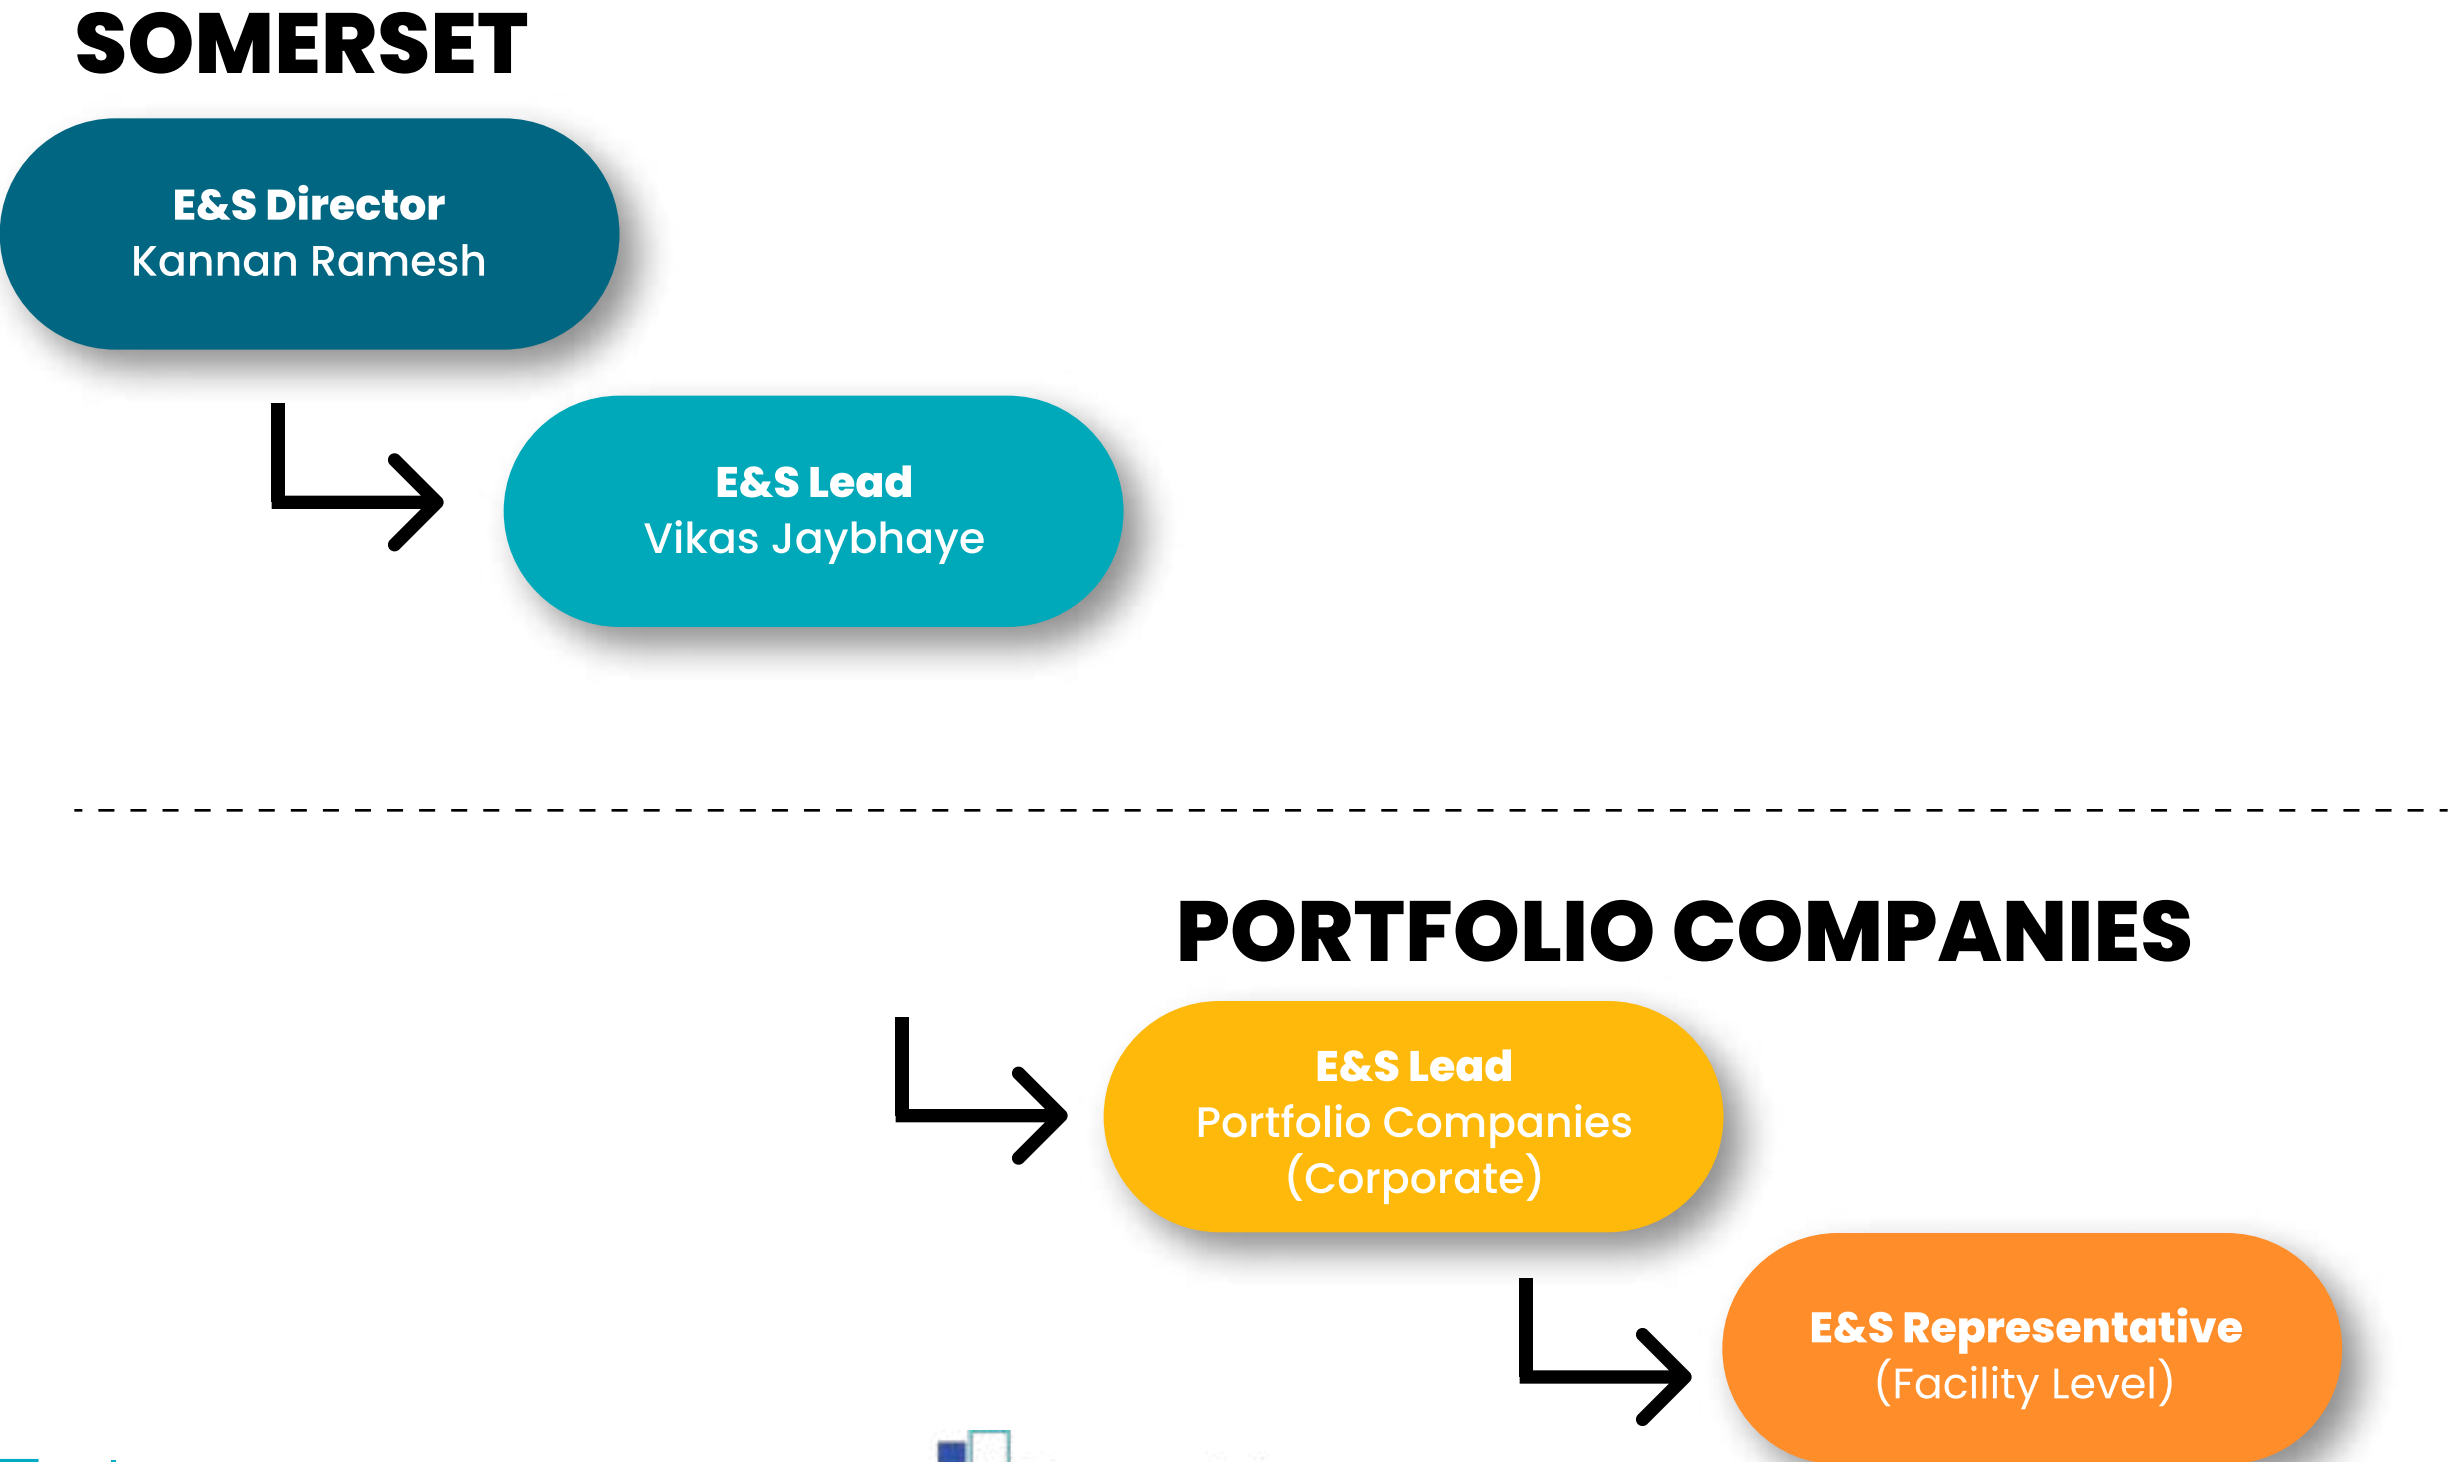 SOMERSET
E&S Director
Kannan Ramesh
E&S Lead
Vikas Jaybhaye
PORTFOLIO COMPANIES
E&S Lead
Portfolio Companies
(Corporate)
E&S Representative
(Facility Level)